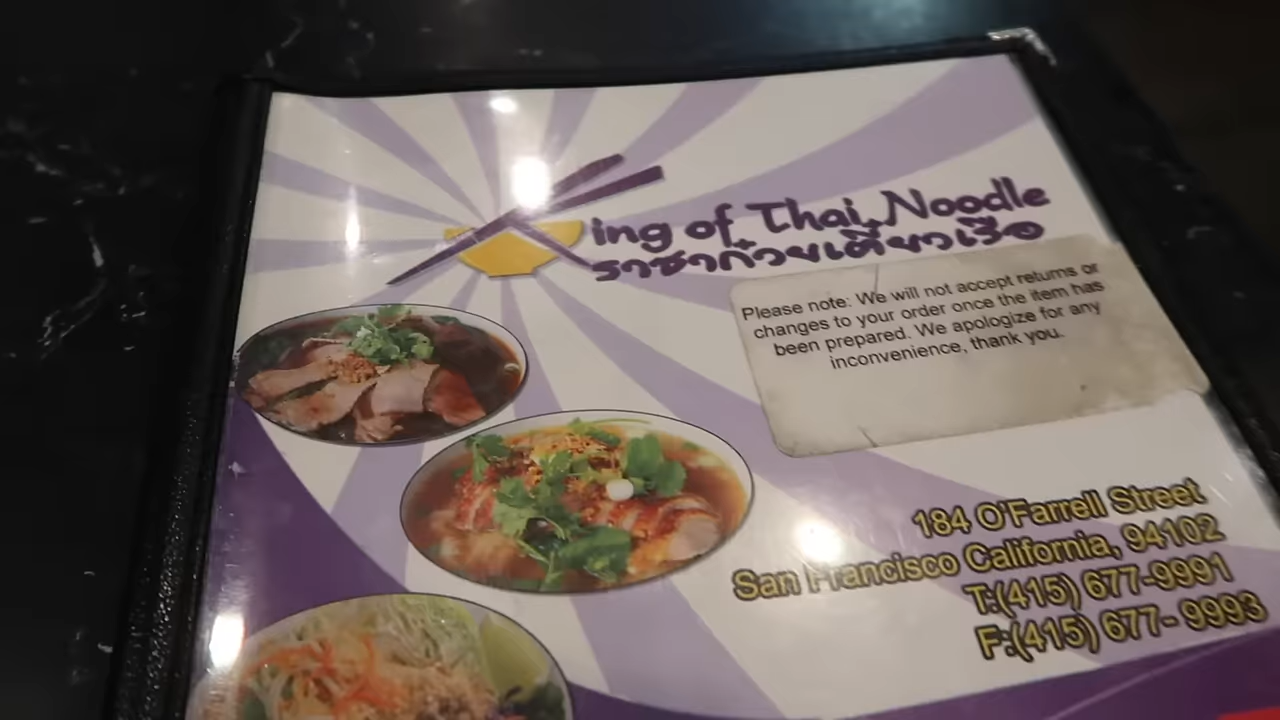 ing of Thai Noodle
ราชาก๋วยเตี๋ยวเรือ
Please note: We will not accept returns or
changes to your order once the item has
been prepared. We apologize for any
inconvenience, thank you.
184 O'Farrell Street
San Francisco California, 94102
T:(415) 677-9991
F:(415) 677- 9993